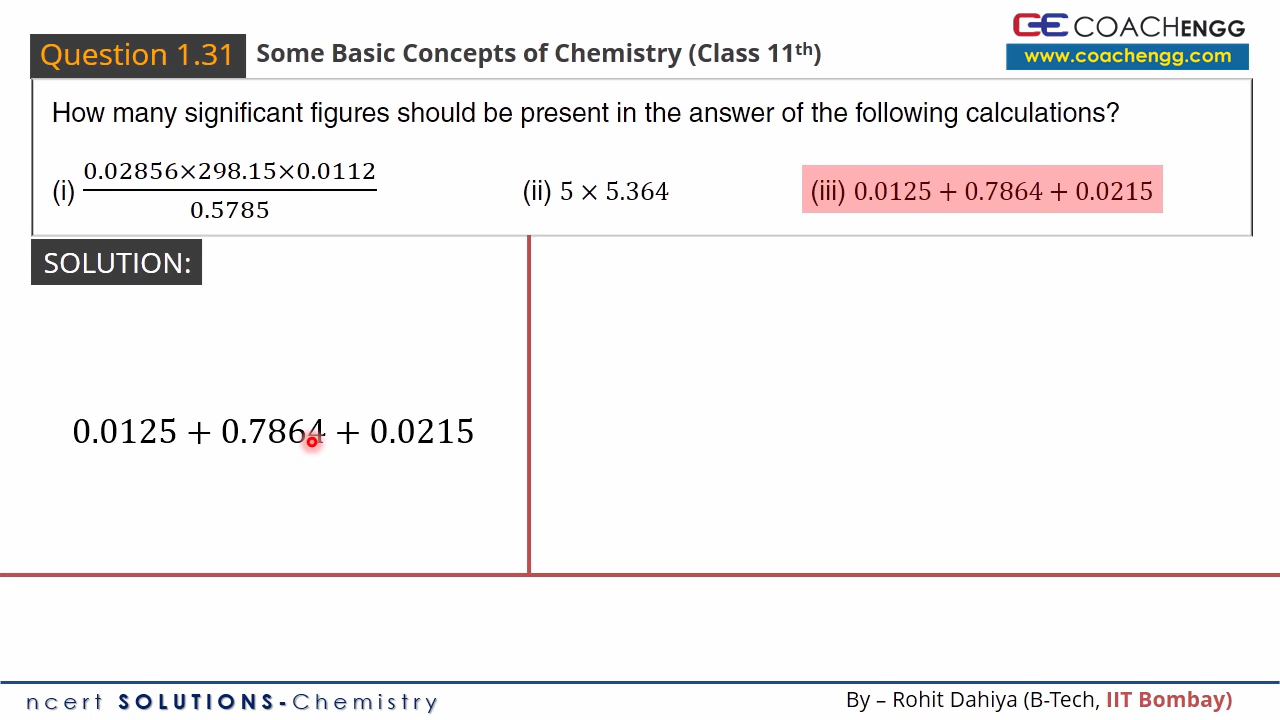 Question 1.31 Some Basic Concepts of Chemistry (Class 11th)
CE COACHENGG
www.coachengg.com
How many significant figures should be present in the answer of the following calculations?
(i) 0.02856×298.15×0.0112
0.5785
(ii) 5 × 5.364
(iii) 0.0125 + 0.7864 + 0.0215
SOLUTION:
0.0125 + 0.7864 + 0.0215
ncert SOLUTIONS-Chemistry
By – Rohit Dahiya (B-Tech, IIT Bombay)